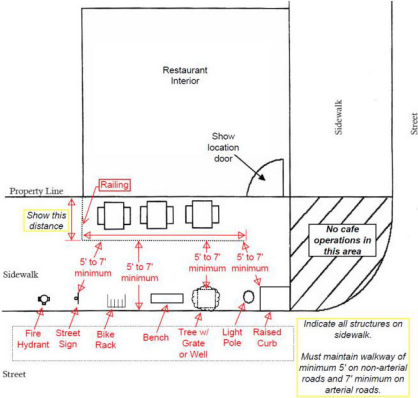 Restaurant
Interior
Sidewalk
Street
Show
location
door
Property Line
Railing
Show this
distance
No cafe
operations in
this area
5' to 7'
minimum
5' to 7'
minimum
5' to 7'
minimum
5' to 7'
minimum
Sidewalk
Fire
Hydrant
Street
Sign
Bike
Rack
Bench
Tree w/
Grate
or Well
Light
Pole
Raised
Curb
Indicate all structures on
sidewalk.
Must maintain walkway of
minimum 5' on non-arterial
roads and 7' minimum on
arterial roads.
Street